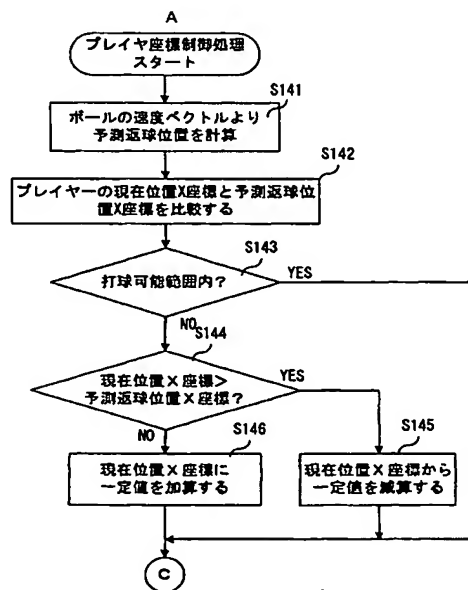 A
プレイヤ座標制御処理
スタート
S141
ボールの速度ベクトルより
予測返球位置を計算
S142
プレイヤーの現在位置X座標と予測返球位
置X座標を比較する
S143
打球可能範囲内?
YES
NO
S144
現在位置X座標>
予測返球位置X座標?
YES
NO
S146
S145
現在位置X座標に
一定値を加算する
現在位置X座標から
一定値を減算する
C